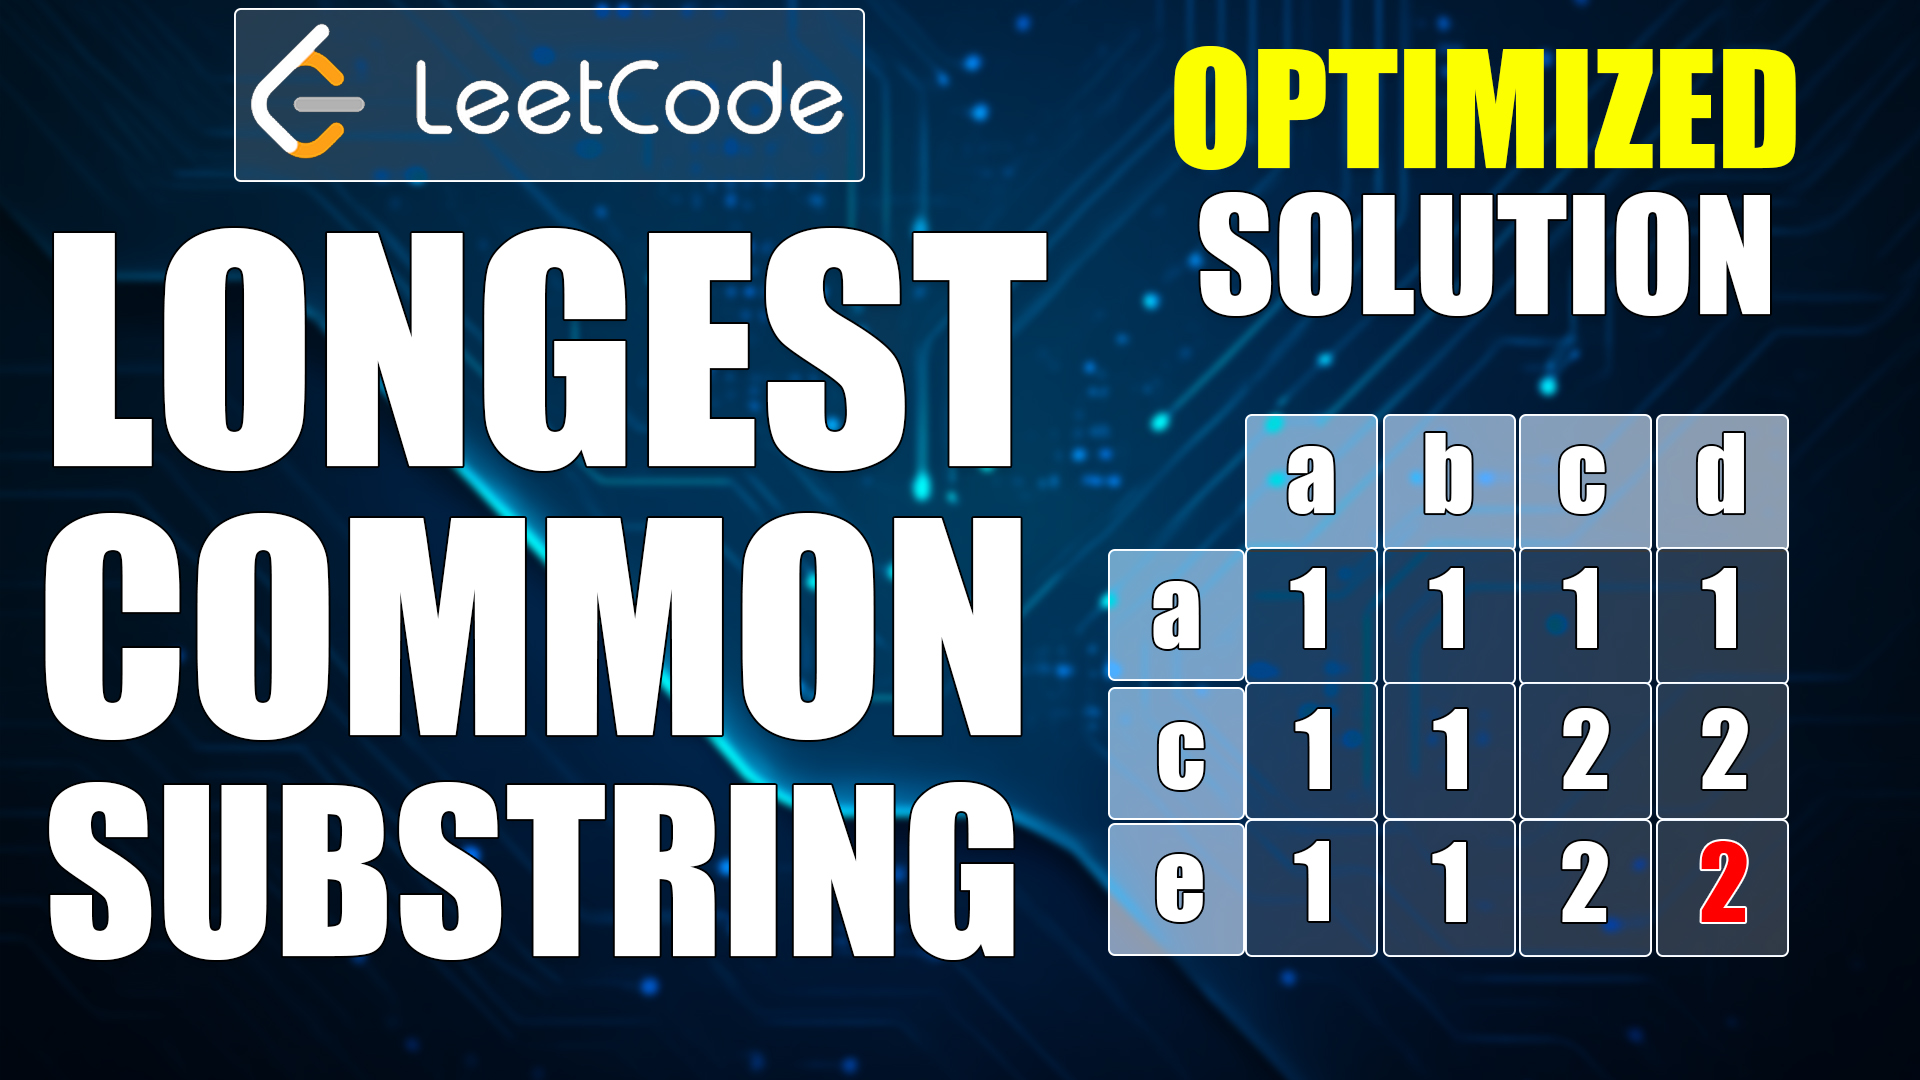 LeetCode
OPTIMIZED
SOLUTION
LONGEST
COMMON
SUBSTRING
a b c d
a 1 1 1 1
c 1 1 2 2
e 1 1 2 2